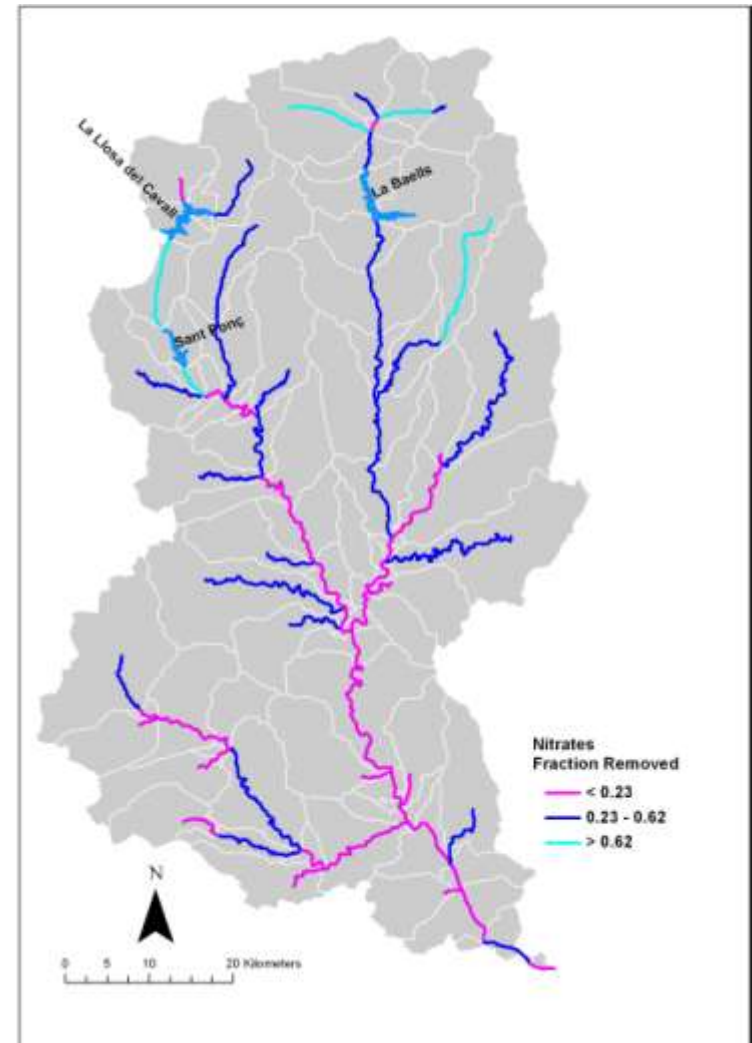 La Llosa del Cavall
La Baells
Sant Ponç
Nitrates
Fraction Removed
< 0.23
0.23 - 0.62
> 0.62
N
0 5 10 20 Kilometers